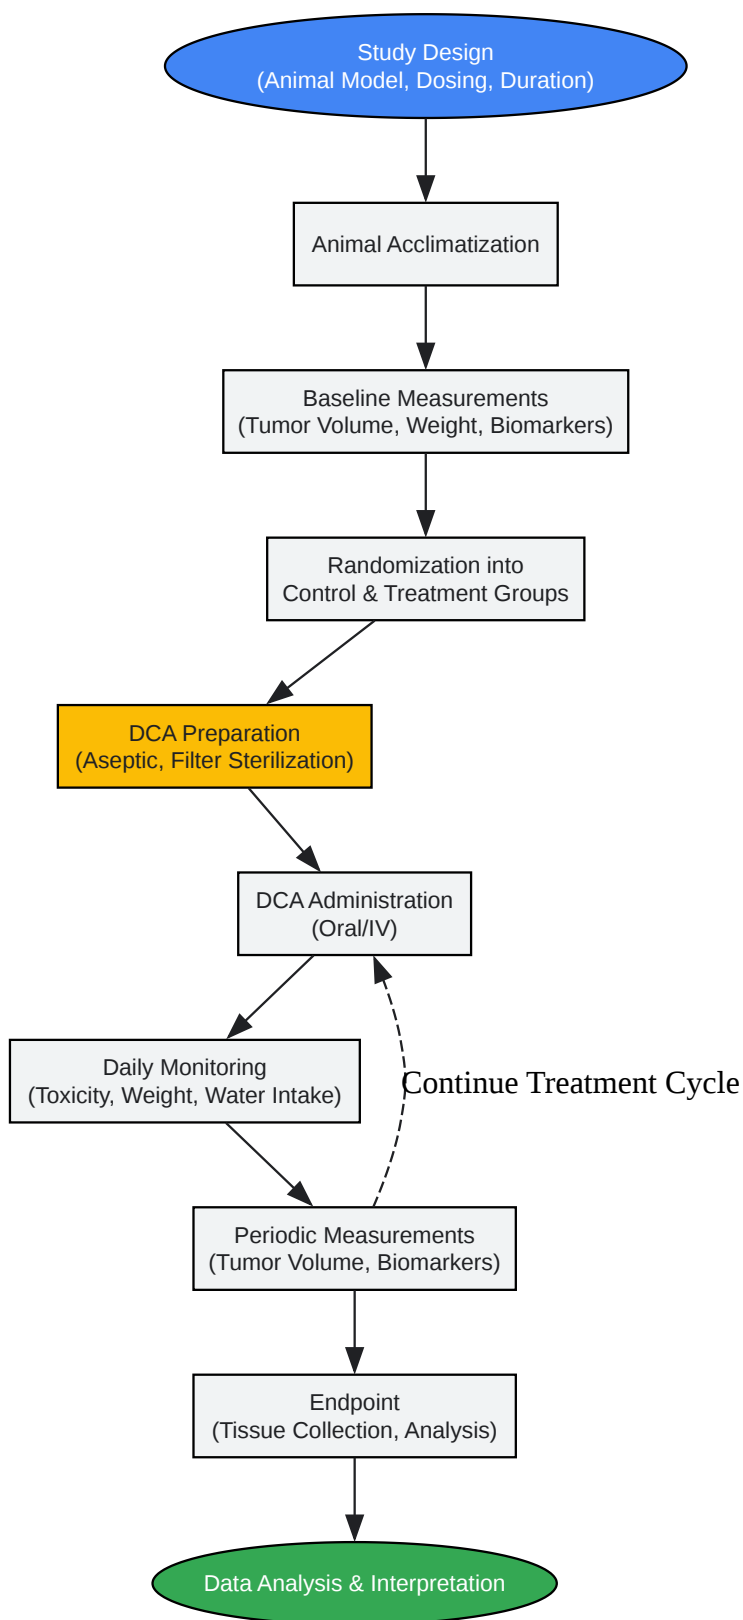 Study Design
(Animal Model, Dosing, Duration)
Animal Acclimatization
Baseline Measurements
(Tumor Volume, Weight, Biomarkers)
Randomization into
Control & Treatment Groups
DCA Preparation
(Aseptic, Filter Sterilization)
DCA Administration
(Oral/IV)
Daily Monitoring
(Toxicity, Weight, Water Intake)
Continue Treatment Cycle
Periodic Measurements
(Tumor Volume, Biomarkers)
Endpoint
(Tissue Collection, Analysis)
Data Analysis & Interpretation